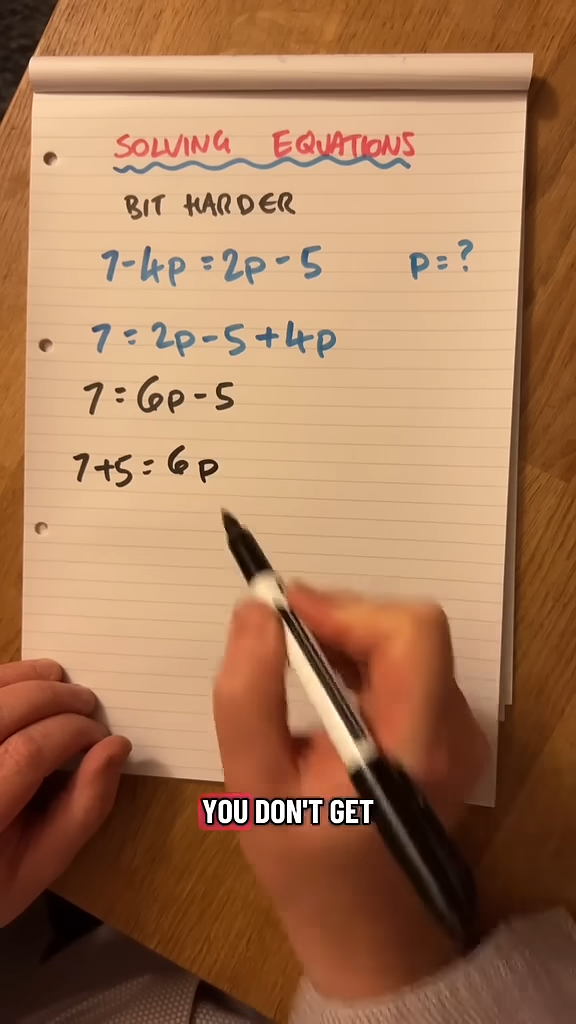 SOLVING EQUATIONS
BIT HARDER
7-4p=2p-5 p=?
7=2p-5+4p
7=6p-5
7+5=6p
YOU DON'T GET